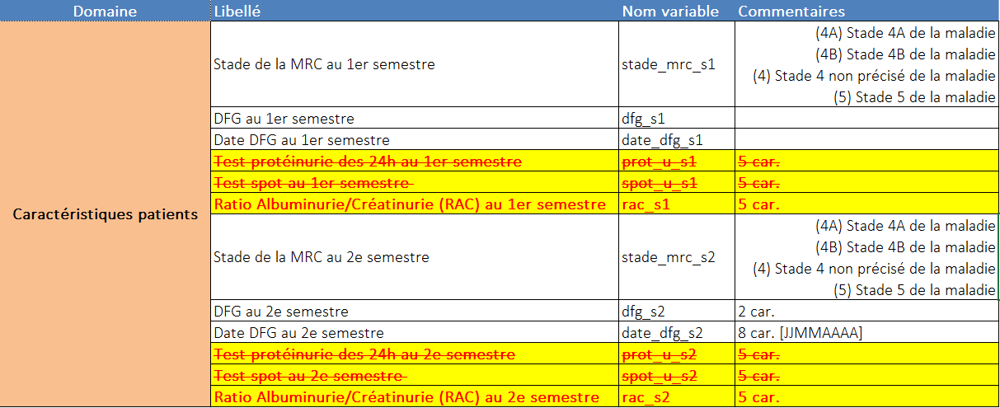 Domaine Libellé Nom variable Commentaires
Caractéristiques patients
Stade de la MRC au 1er semestre stade_mrc_s1
(4A) Stade 4A de la maladie
(4B) Stade 4B de la maladie
(4) Stade 4 non précisé de la maladie
(5) Stade 5 de la maladie
DFG au 1er semestre dfg_s1
Date DFG au 1er semestre date_dfg_s1
Test protéinurie des 24h au 1er semestre prot_u_s1 5 car.
Test spot au 1er semestre spot_u_s1 5 car.
Ratio Albuminurie/Créatinurie (RAC) au 1er semestre rac_s1 5 car.
Stade de la MRC au 2e semestre stade_mrc_s2
(4A) Stade 4A de la maladie
(4B) Stade 4B de la maladie
(4) Stade 4 non précisé de la maladie
(5) Stade 5 de la maladie
DFG au 2e semestre dfg_s2 2 car.
Date DFG au 2e semestre date_dfg_s2 8 car. [JJMMAAAA]
Test protéinurie des 24h au 2e semestre prot_u_s2 5 car.
Test spot au 2e semestre spot_u_s2 5 car.
Ratio Albuminurie/Créatinurie (RAC) au 2e semestre rac_s2 5 car.